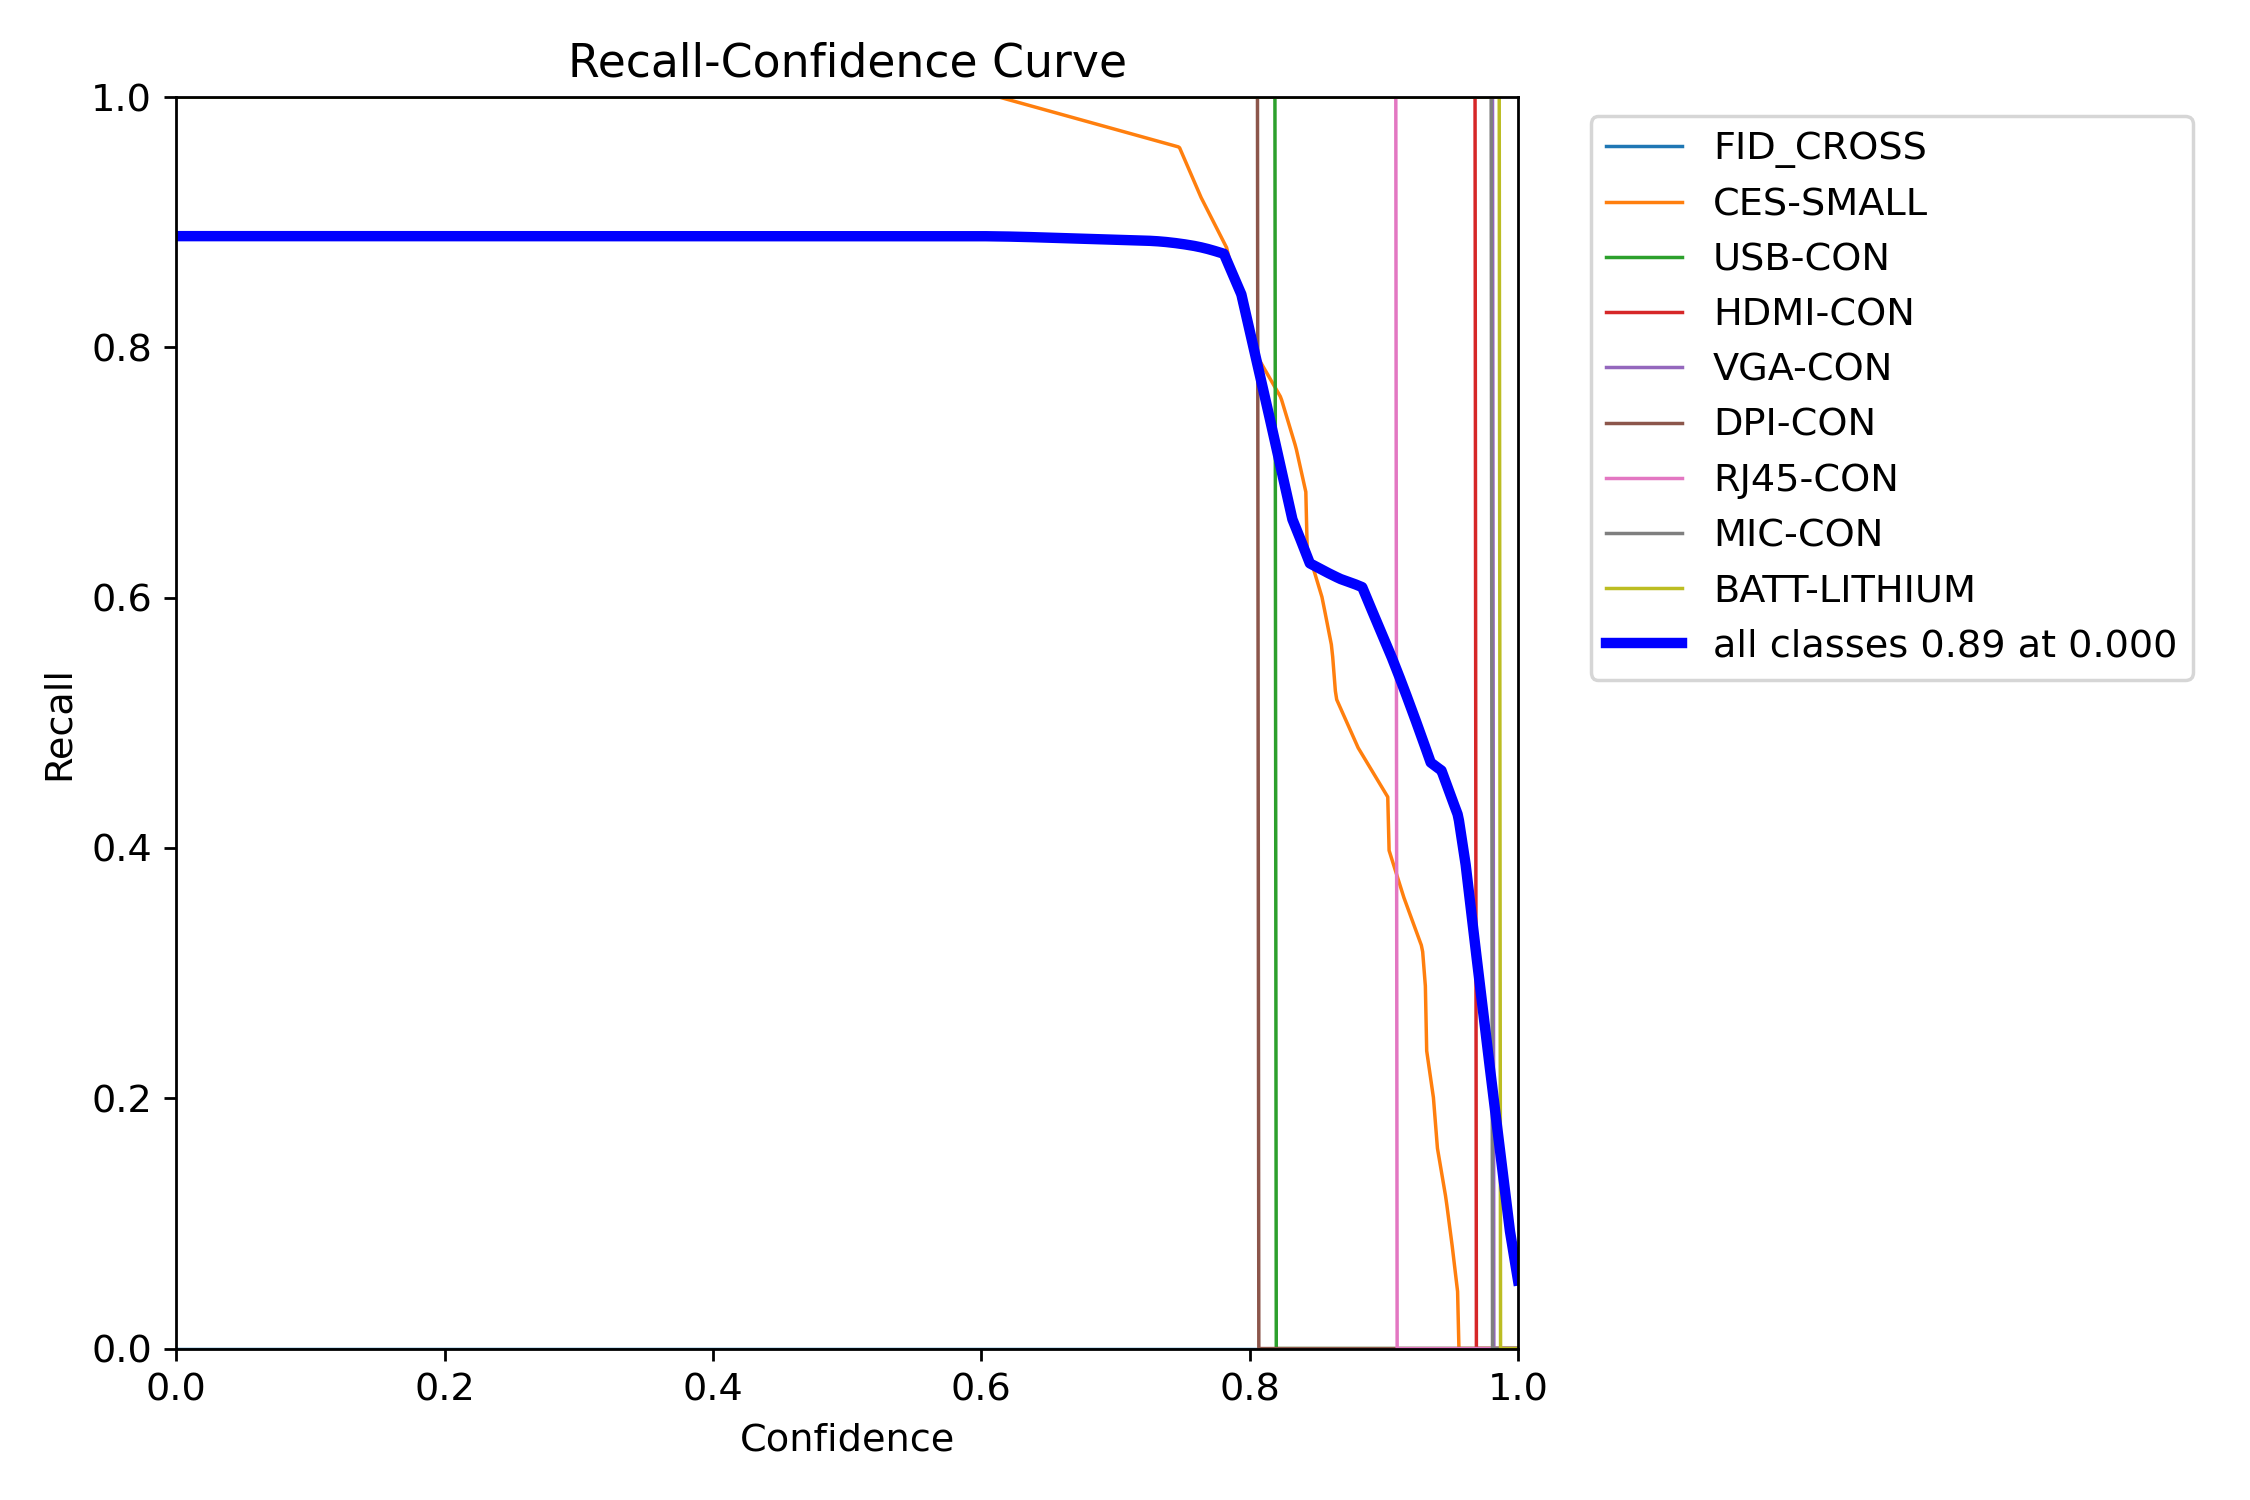 Recall-Confidence Curve
1.0
0.8
0.6
0.4
0.2
0.0
Recall
0.0 0.2 0.4 0.6 0.8 1.0
Confidence
FID_CROSS
CES-SMALL
USB-CON
HDMI-CON
VGA-CON
DPI-CON
RJ45-CON
MIC-CON
BATT-LITHIUM
all classes 0.89 at 0.000